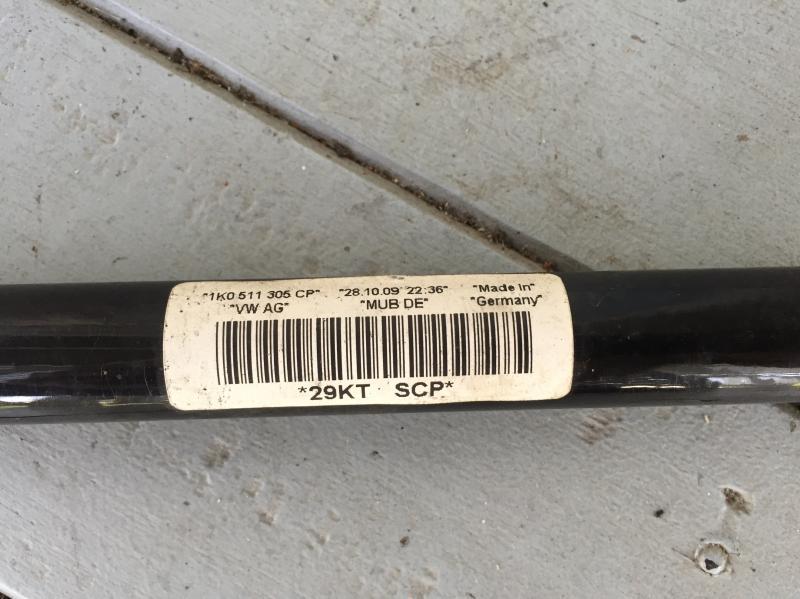 "1K0 511 305 CP" "28.10.09 22:36" "Made in"
"VW AG" "MUB DE" "Germany"
*29KT SCP*